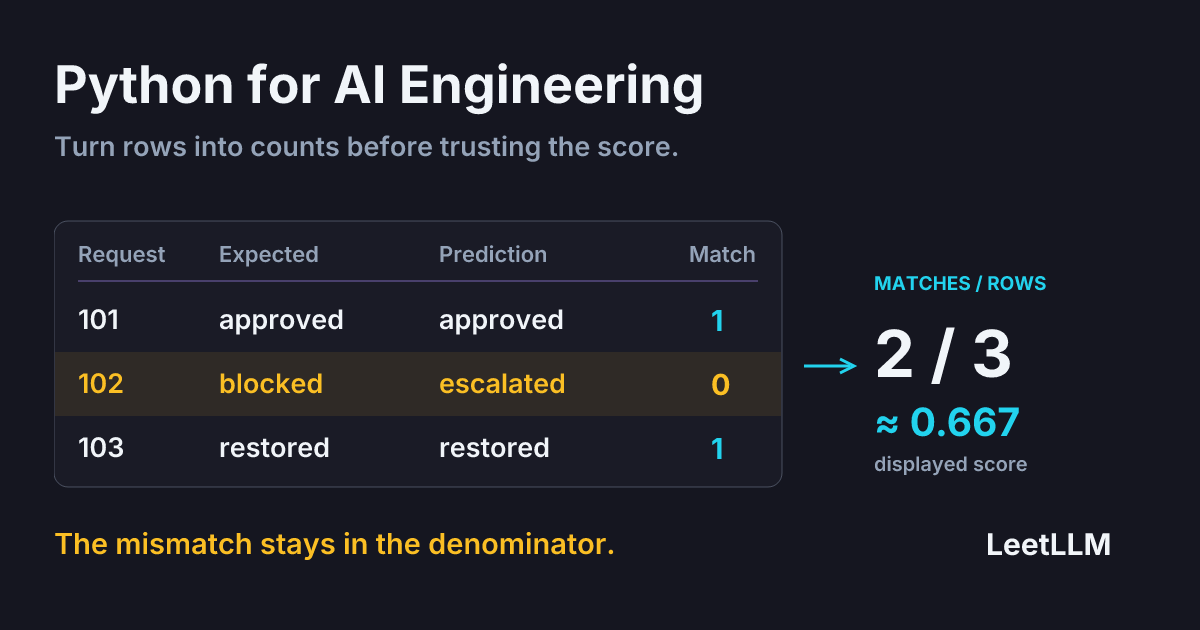 Python for AI Engineering
Turn rows into counts before trusting the score.
Request Expected Prediction Match
101 approved approved 1
102 blocked escalated 0
103 restored restored 1
MATCHES / ROWS
2 / 3
≈ 0.667
displayed score
The mismatch stays in the denominator.
LeetLLM